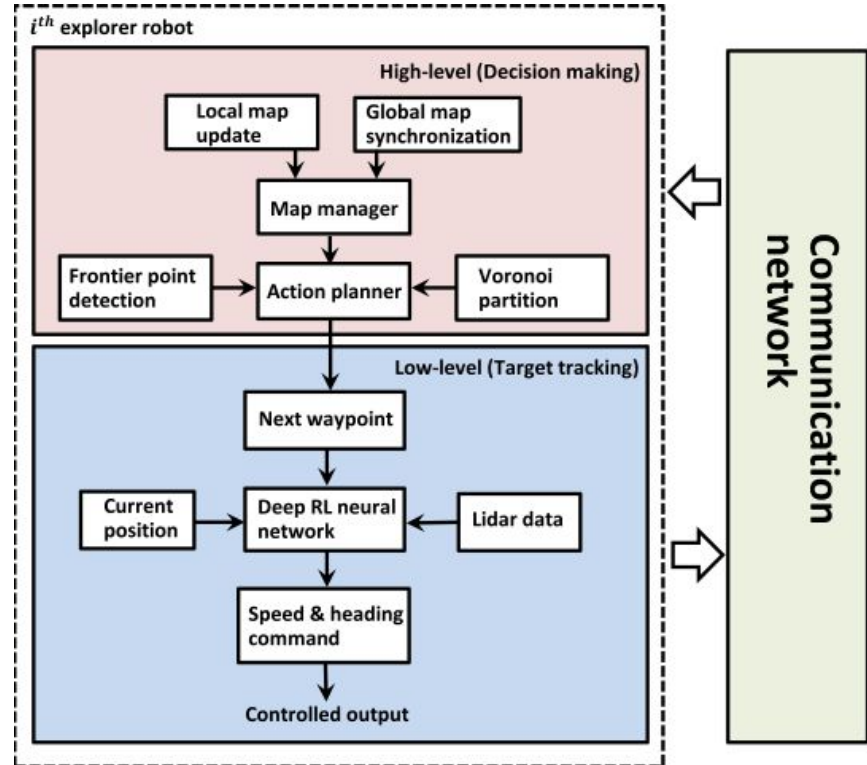 i^th explorer robot
High-level (Decision making)
Local map
update
Global map
synchronization
Map manager
Frontier point
detection
Action planner
Voronoi
partition
Low-level (Target tracking)
Next waypoint
Current
position
Deep RL neural
network
Lidar data
Speed & heading
command
Controlled output
Communication
network